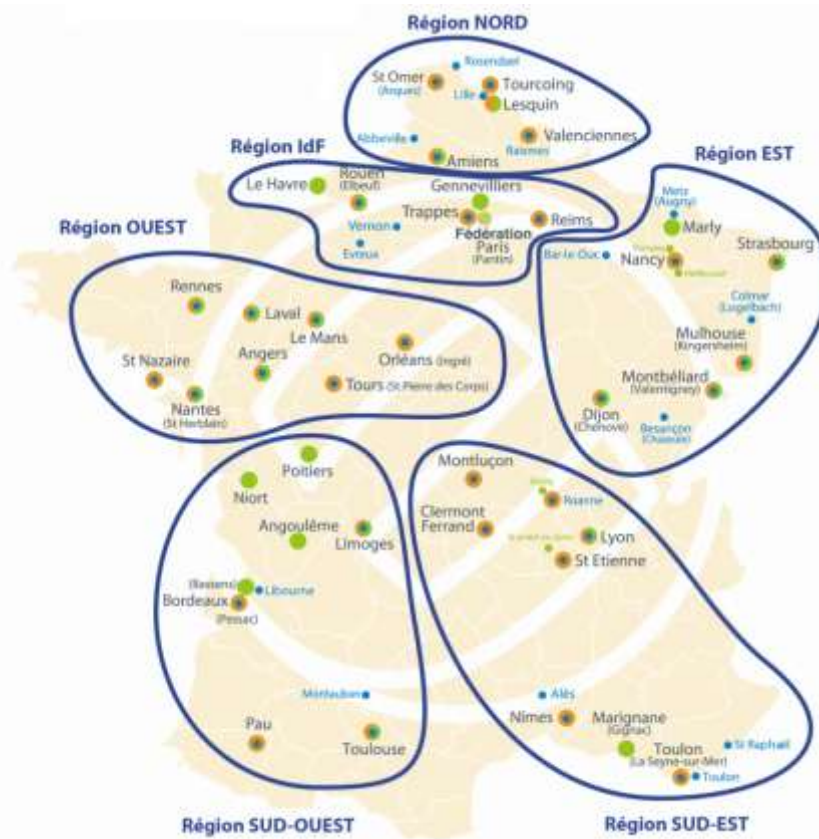 Région NORD
Rosendael
St Omer
(Arques)
Tourcoing
Lille
Lesquin
Abbeville
Valenciennes
Raismes
Amiens
Région IdF
Le Havre
Rouen
(Elbeuf)
Gennevilliers
Trappes
Reims
Vernon
Fédération
Paris
(Pantin)
Evreux
Région EST
Metz
(Augny)
Marly
Strasbourg
Nancy
Bar-le-Duc
Colmar
(Logelbach)
Mulhouse
(Kingersheim)
Montbéliard
(Valentigney)
Dijon
(Chenove)
Besançon
Région OUEST
Rennes
Laval
Le Mans
St Nazaire
Angers
Orléans (Ingré)
Tours (St Pierre des Corps)
Nantes
(St Herblain)
Poitiers
Niort
Angoulême
Limoges
(Bassens)
Libourne
Bordeaux
(Pessac)
Montauban
Pau
Toulouse
Région SUD-OUEST
Montluçon
Roanne
Clermont
Ferrand
Lyon
St Etienne
Alès
Nîmes
Marignane
(Gignac)
St Raphaël
Toulon
(La Seyne-sur-Mer)
Toulon
Région SUD-EST